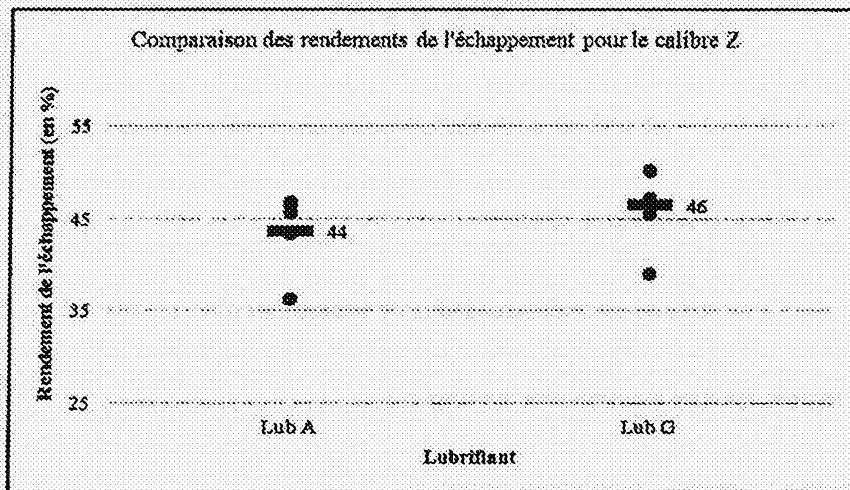 Comparaison des rendements de l'échappement pour le calibre Z
Rendement de l'échappement (en %)
55
45
35
25
44
46
Lub A
Lub G
Lubrifiant